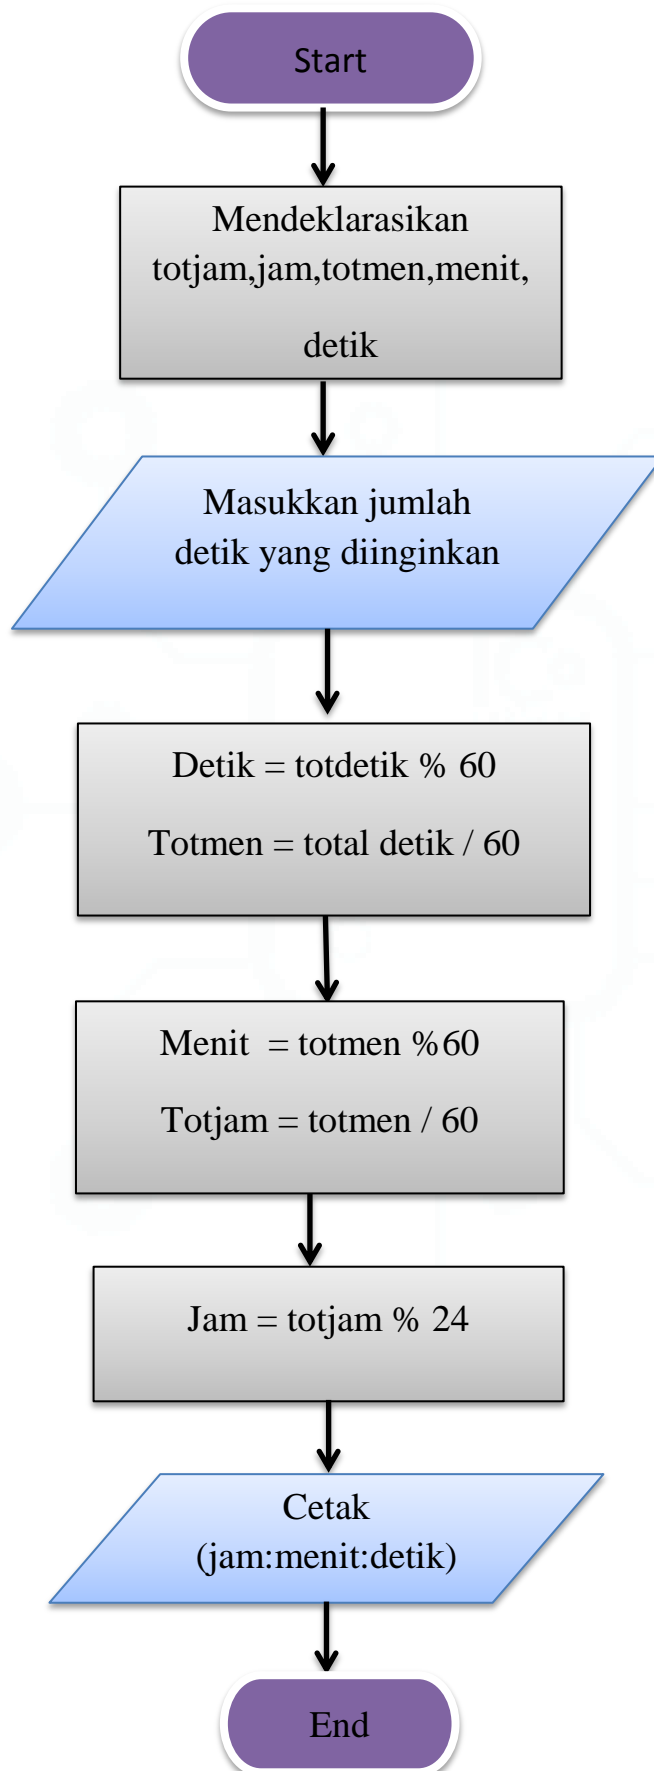 Start
Mendeklarasikan
totjam,jam,totmen,menit,
detik
Masukkan jumlah
detik yang diinginkan
Detik = totdetik % 60
Totmen = total detik / 60
Menit  = totmen %60
Totjam = totmen / 60
Jam = totjam % 24
Cetak
(jam:menit:detik)
End